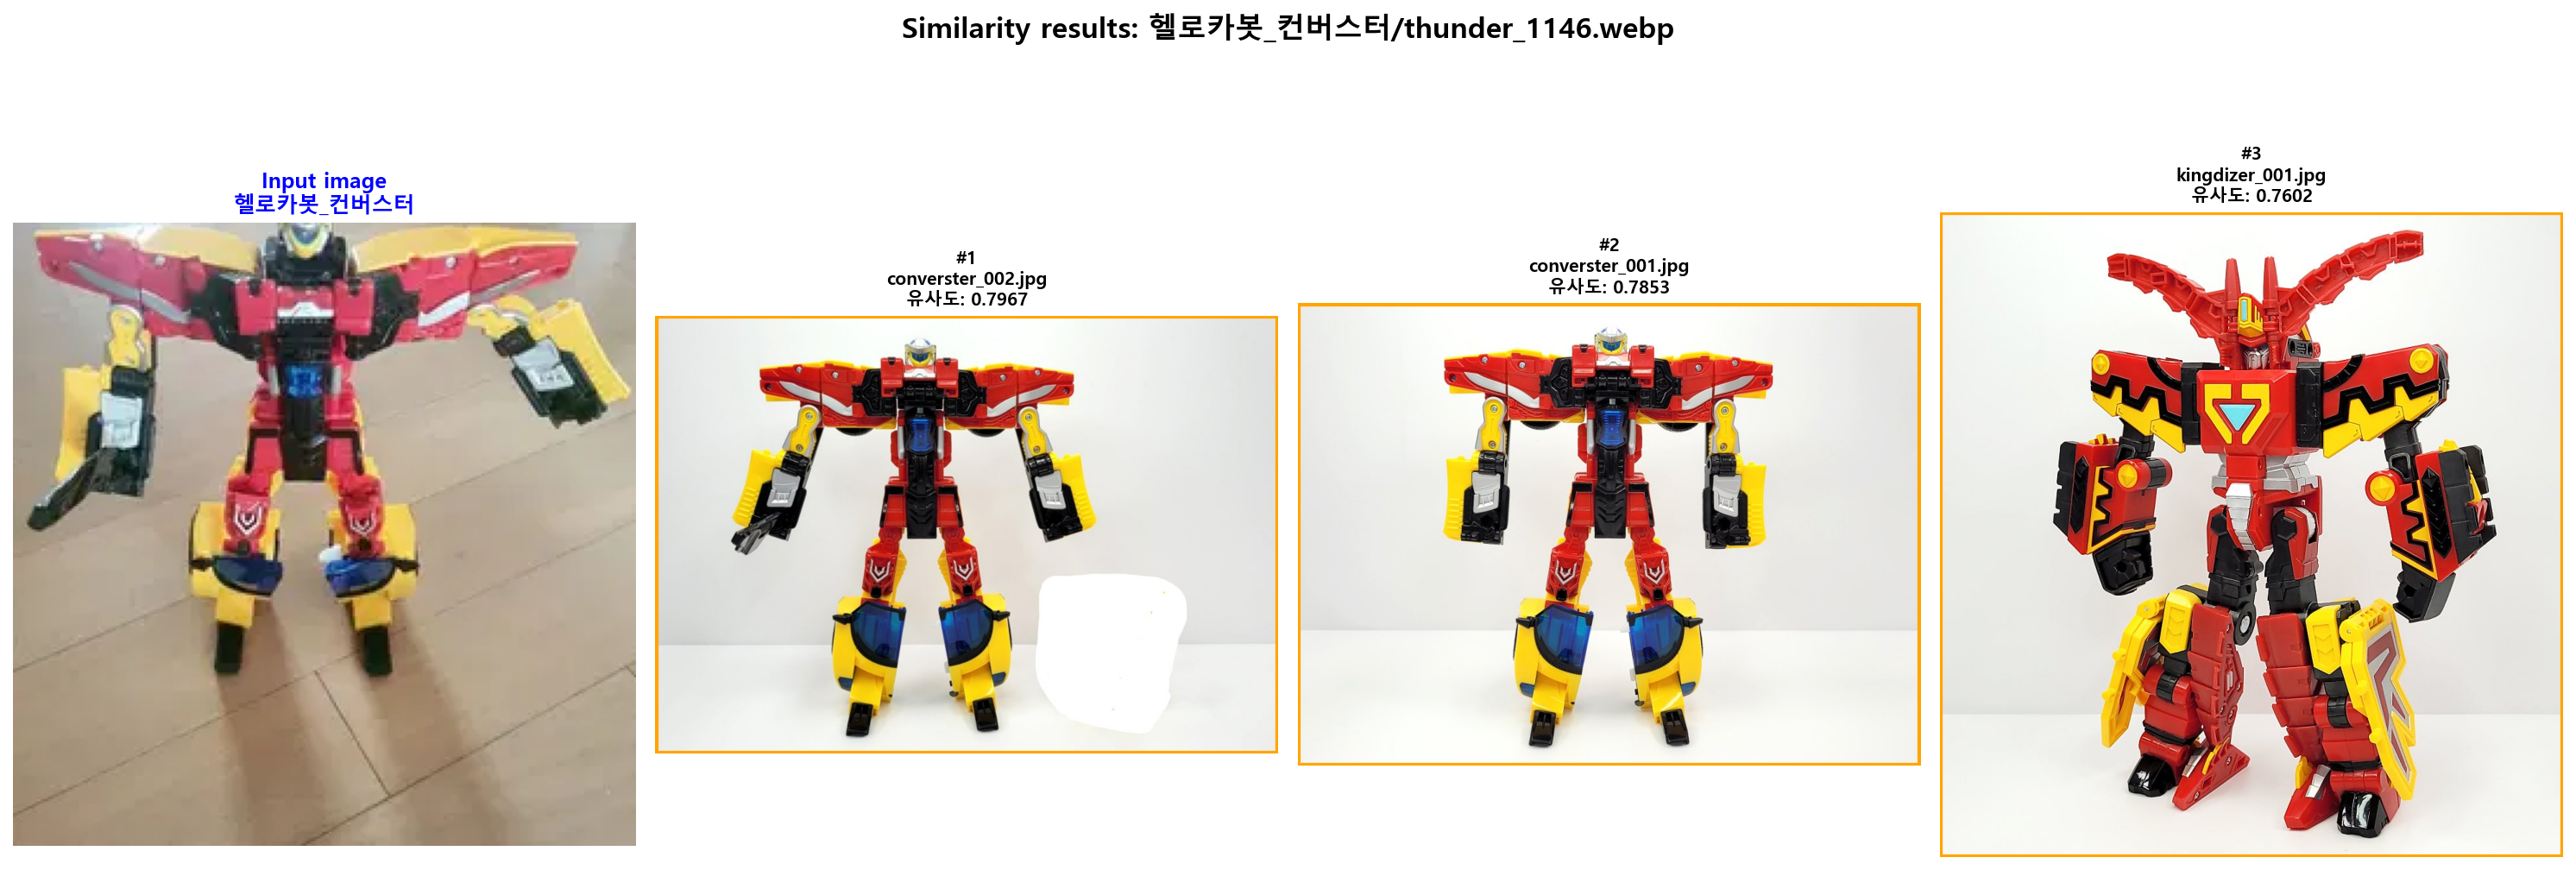 Similarity results: 헬로카봇_컨버스터/thunder_1146.webp
Input image
헬로카봇_컨버스터
#1
converster_002.jpg
유사도: 0.7967
#2
converster_001.jpg
유사도: 0.7853
#3
kingdizer_001.jpg
유사도: 0.7602